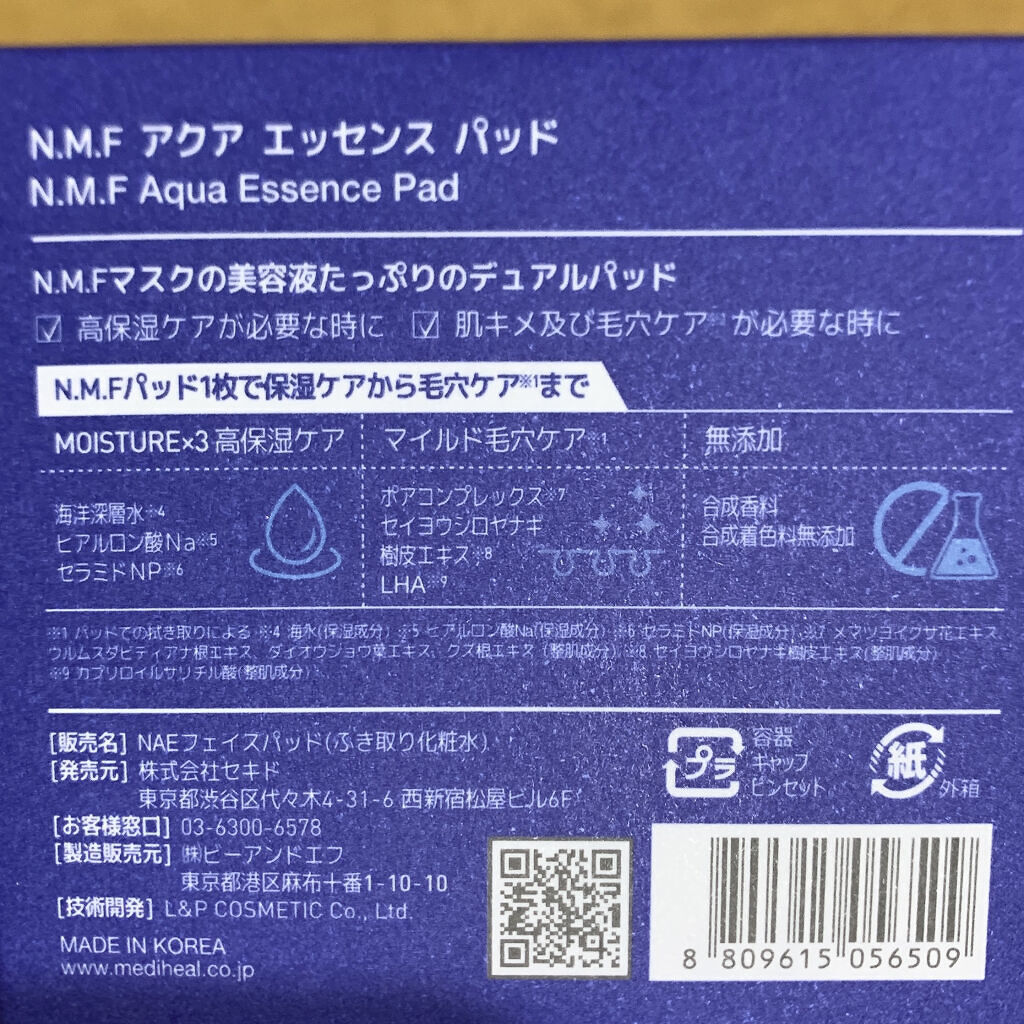 N.M.F アクア エッセンス パッド
N.M.F Aqua Essence Pad
N.M.Fマスクの美容液たっぷりのデュアルパッド
☑ 高保湿ケアが必要な時に ☑ 肌キメ及び毛穴ケア※1が必要な時に
N.M.Fパッド1枚で保湿ケアから毛穴ケア※1まで
MOISTURE×3 高保湿ケア
海洋深層水※4
ヒアルロン酸Na※5
セラミドNP※6
マイルド毛穴ケア※1
ポアコンプレックス※7
セイヨウシロヤナギ
樹皮エキス※8
LHA※9
無添加
合成香料
合成着色料無添加
※1 パッドでの拭き取りによる ※4 海水(保湿成分) ※5 ヒアルロン酸Na(保湿成分) ※6 セラミドNP(保湿成分) ※7 メマツヨイグサ花エキス、
ウルムスダビディアナ根エキス、ダイオウショウ葉エキス、クズ根エキス (整肌成分) ※8 セイヨウシロヤナギ樹皮エキス(整肌成分)
※9 カプリロイルサリチル酸(整肌成分)
[販売名] NAEフェイスパッド(ふき取り化粧水)
[発売元] 株式会社セキド
東京都渋谷区代々木4-31-6 西新宿松屋ビル6F
[お客様窓口] 03-6300-6578
[製造販売元] ㈱ピーアンドエフ
東京都港区麻布十番1-10-10
[技術開発] L&P COSMETIC Co., Ltd.
MADE IN KOREA
www.mediheal.co.jp
プラ
容器
キャップ
ピンセット
紙
外箱
8 809615 056509